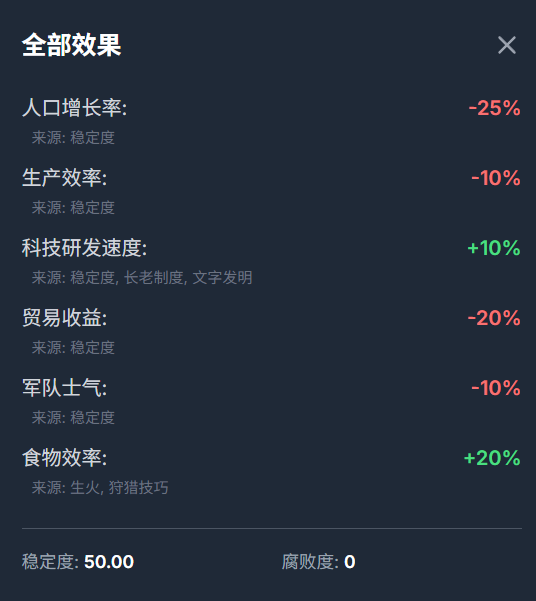 全部效果
人口增长率: -25%
来源: 稳定度
生产效率: -10%
来源: 稳定度
科技研发速度: +10%
来源: 稳定度, 长老制度, 文字发明
贸易收益: -20%
来源: 稳定度
军队士气: -10%
来源: 稳定度
食物效率: +20%
来源: 生火, 狩猎技巧
稳定度: 50.00 腐败度: 0